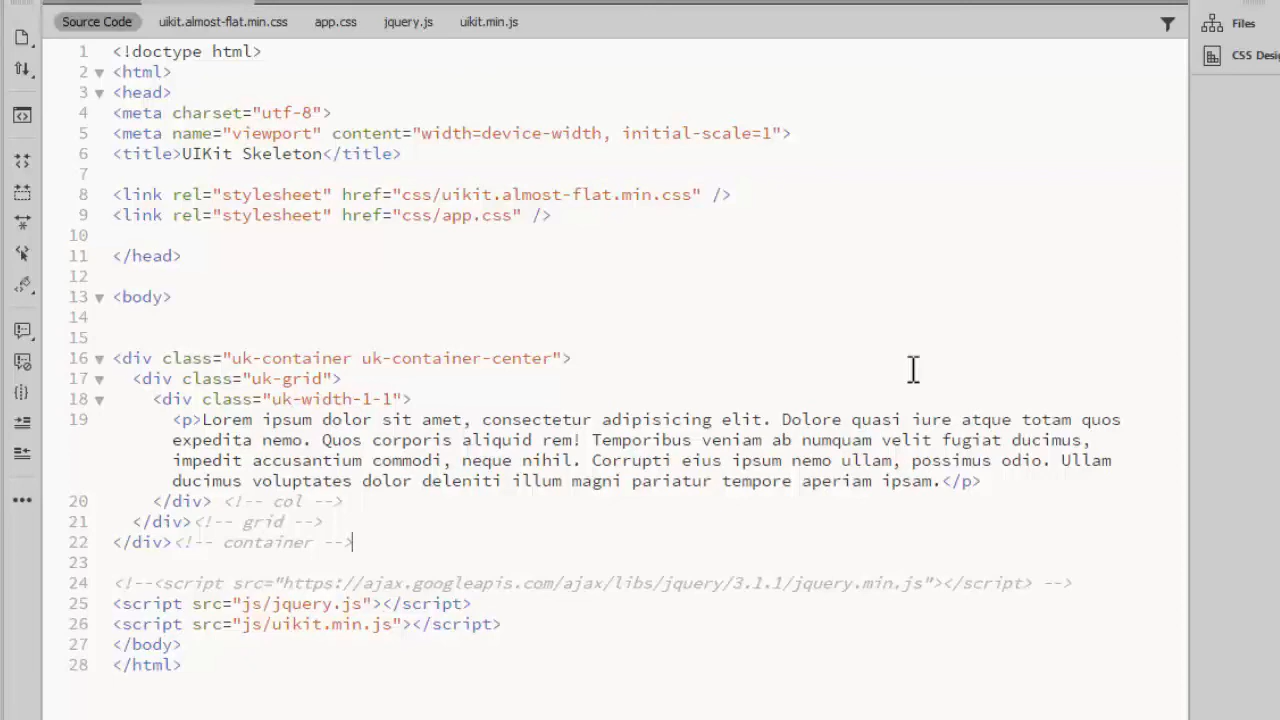 Source Code uikit.almost-flat.min.css app.css jquery.js uikit.min.js
Files
CSS Desig
1 <!doctype html>
2 <html>
3 <head>
4 <meta charset="utf-8">
5 <meta name="viewport" content="width=device-width, initial-scale=1">
6 <title>UIKit Skeleton</title>
7
8 <link rel="stylesheet" href="css/uikit.almost-flat.min.css" />
9 <link rel="stylesheet" href="css/app.css" />
10
11 </head>
12
13 <body>
14
15
16 <div class="uk-container uk-container-center">
17 <div class="uk-grid">
18 <div class="uk-width-1-1">
19 <p>Lorem ipsum dolor sit amet, consectetur adipisicing elit. Dolore quasi iure atque totam quos
expedita nemo. Quos corporis aliquid rem! Temporibus veniam ab numquam velit fugiat ducimus,
impedit accusantium commodi, neque nihil. Corrupti eius ipsum nemo ullam, possimus odio. Ullam
ducimus voluptates dolor deleniti illum magni pariatur tempore aperiam ipsam.</p>
20 </div> <!-- col -->
21 </div><!-- grid -->
22 </div><!-- container -->
23
24 <!--<script src="https://ajax.googleapis.com/ajax/libs/jquery/3.1.1/jquery.min.js"></script> -->
25 <script src="js/jquery.js"></script>
26 <script src="js/uikit.min.js"></script>
27 </body>
28 </html>